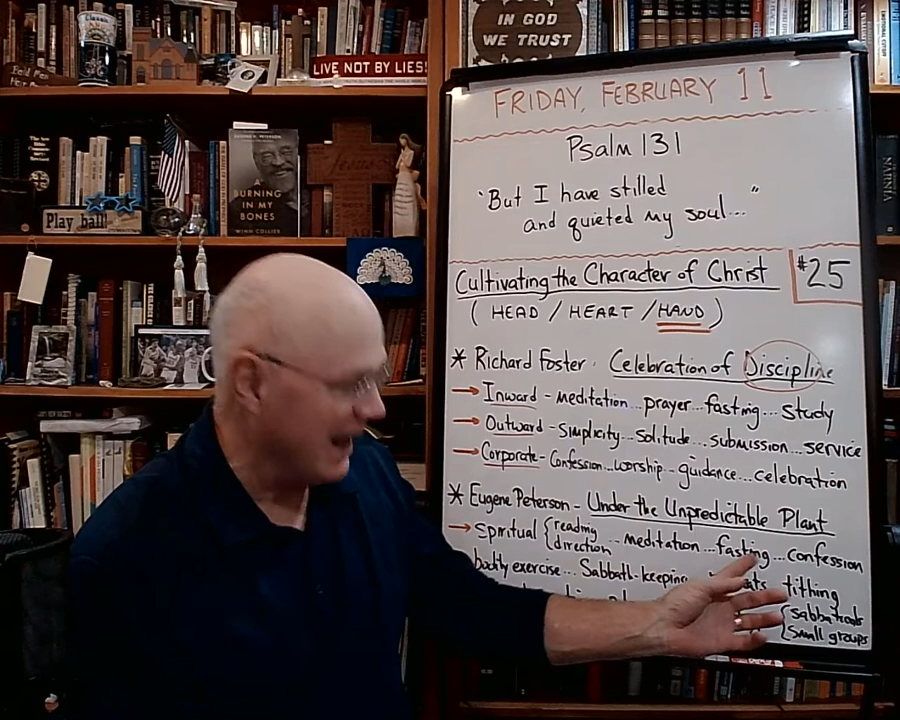 Classic
IN GOD
WE TRUST
LIVE NOT BY LIES!
FRIDAY, FEBRUARY 11
Psalm 131
"But I have stilled
and quieted my soul..."
Cultivating the Character of Christ
$25
(HEAD / HEART / HAND)
* Richard Foster. Celebration of Discipline
→ Inward - meditation... prayer... fasting... study
→ Outward - simplicity... solitude... submission... service
→ Corporate - Confession... worship - guidance... celebration
* Eugene Peterson - Under the Unpredictable Plant
→ Spiritual { reading
direction ... meditation... fasting... confession
bodily exercise... Sabbath-keeping
tithing
{ sabbaticals
small groups
A
BURNING
IN MY
BONES
WINN COLLIER
Jesus
Play ball
NARNIA